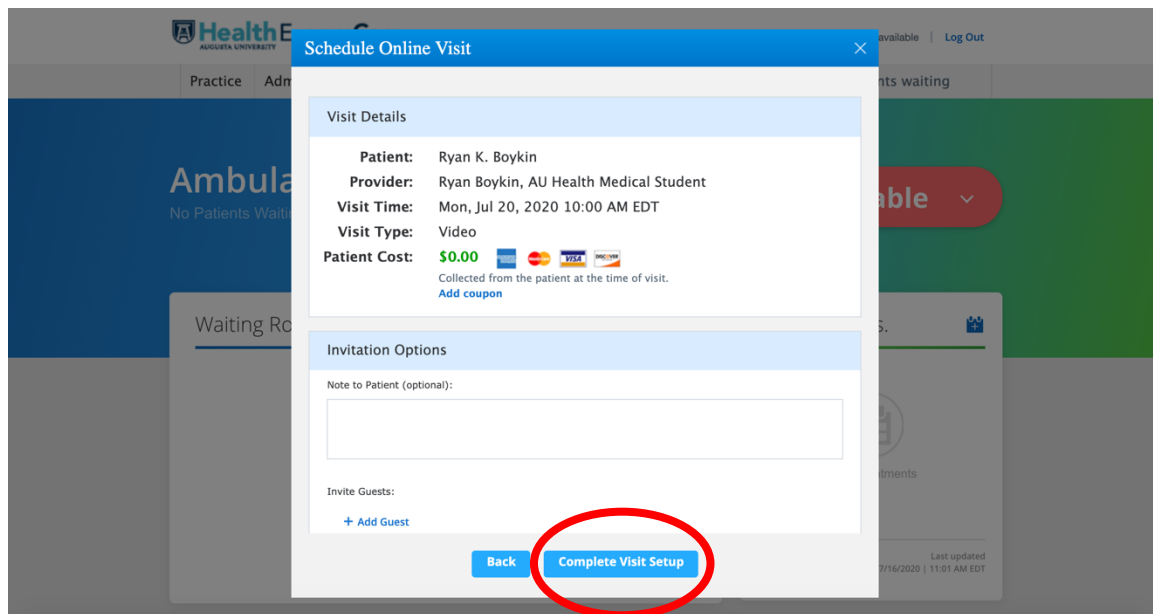 Health E
AUGUSTA UNIVERSITY
available | Log Out
Practice Adm
nts waiting
Schedule Online Visit
Ambula
No Patients Waiti
able
Visit Details
Patient: Ryan K. Boykin
Provider: Ryan Boykin, AU Health Medical Student
Visit Time: Mon, Jul 20, 2020 10:00 AM EDT
Visit Type: Video
Patient Cost: $0.00 VISA DISCOVER
Collected from the patient at the time of visit.
Add coupon
Waiting Ro
s.
Invitation Options
Note to Patient (optional):
tments
Invite Guests:
+ Add Guest
Back Complete Visit Setup
Last updated
7/16/2020 | 11:01 AM EDT